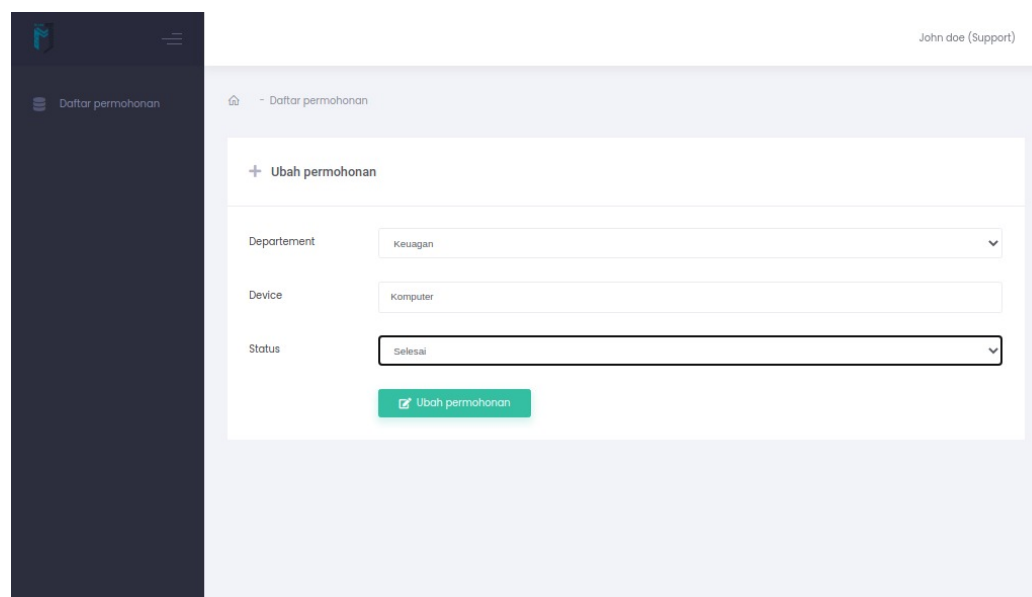 John doe (Support)
Daftar permohonan
- Daftar permohonan
Ubah permohonan
Departement
Keuagan
Device
Komputer
Status
Selesai
Ubah permohonan